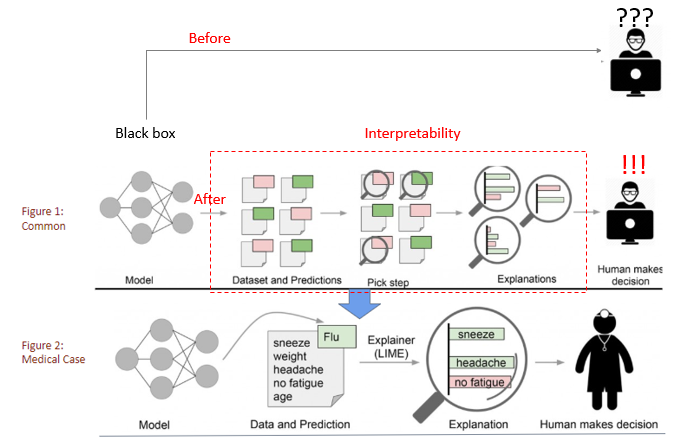 ???
Before
Black box
Interpretability
!!!
After
Figure 1:
Common
Model
Dataset and Predictions
Pick step
Explanations
Human makes
decision
Figure 2:
Medical Case
Flu
sneeze
weight
headache
no fatigue
age
Explainer
(LIME)
sneeze
headache
no fatigue
Model
Data and Prediction
Explanation
Human makes decision